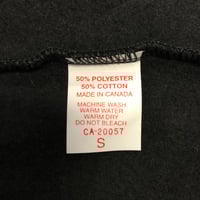 50% POLYESTER
50% COTTON
MADE IN CANADA
MACHINE WASH
WARM WATER
WARM DRY
DO NOT BLEACH
CA-20057
S